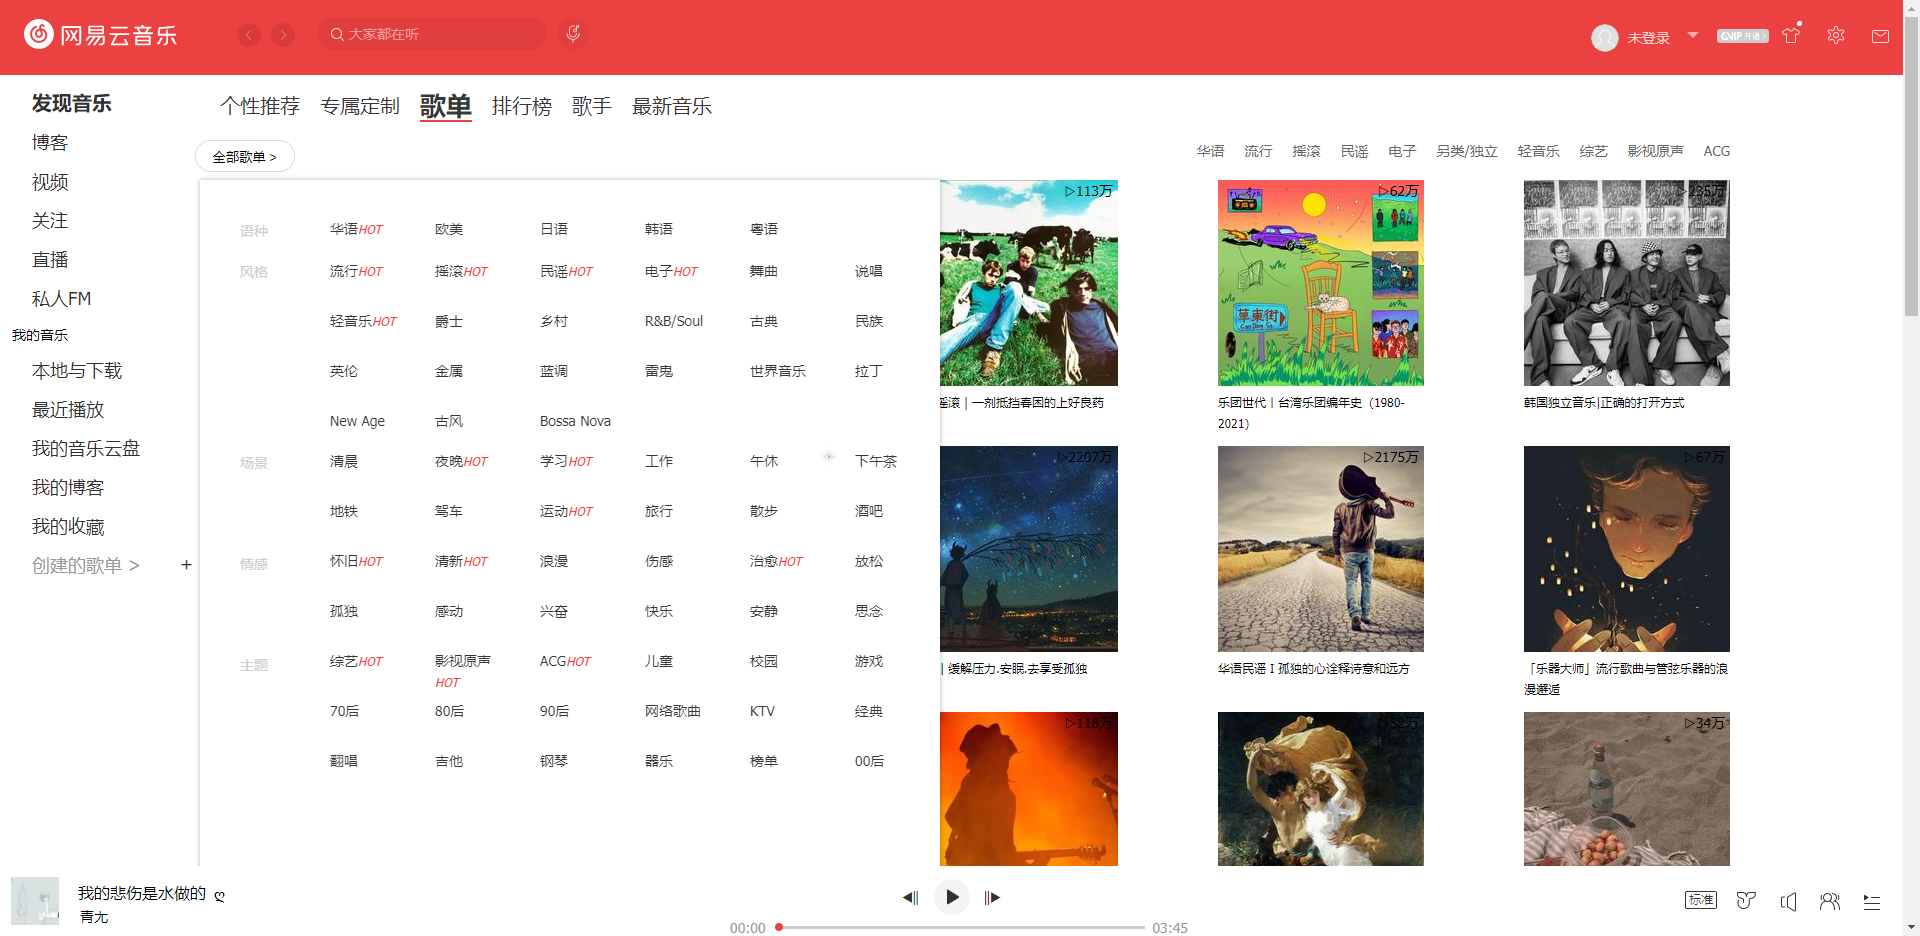 网易云音乐
大家都在听
未登录
VIP开通
发现音乐
博客
视频
关注
直播
私人FM
我的音乐
本地与下载
最近播放
我的音乐云盘
我的博客
我的收藏
创建的歌单 > +
个性推荐 专属定制 歌单 排行榜 歌手 最新音乐
全部歌单 >
华语 流行 摇滚 民谣 电子 另类/独立 轻音乐 综艺 影视原声 ACG
语种 华语HOT 欧美 日语 韩语 粤语
风格 流行HOT 摇滚HOT 民谣HOT 电子HOT 舞曲 说唱
轻音乐HOT 爵士 乡村 R&B/Soul 古典 民族
英伦 金属 蓝调 雷鬼 世界音乐 拉丁
New Age 古风 Bossa Nova
场景 清晨 夜晚HOT 学习HOT 工作 午休 下午茶
地铁 驾车 运动HOT 旅行 散步 酒吧
情感 怀旧HOT 清新HOT 浪漫 伤感 治愈HOT 放松
孤独 感动 兴奋 快乐 安静 思念
主题 综艺HOT 影视原声HOT ACGHOT 儿童 校园 游戏
70后 80后 90后 网络歌曲 KTV 经典
翻唱 吉他 钢琴 器乐 榜单 00后
▷113万
摇滚 | 一剂抵挡春困的上好良药
▷62万
草東街
乐团世代 | 台湾乐团编年史（1980-
2021）
▷235万
韩国独立音乐|正确的打开方式
▷2207万
| 缓解压力.安眠.去享受孤独
▷2175万
华语民谣 I 孤独的心诠释诗意和远方
▷67万
「乐器大师」流行歌曲与管弦乐器的浪
漫邂逅
▷118万
▷52万
▷34万
我的悲伤是水做的
青尢
00:00
03:45
标准